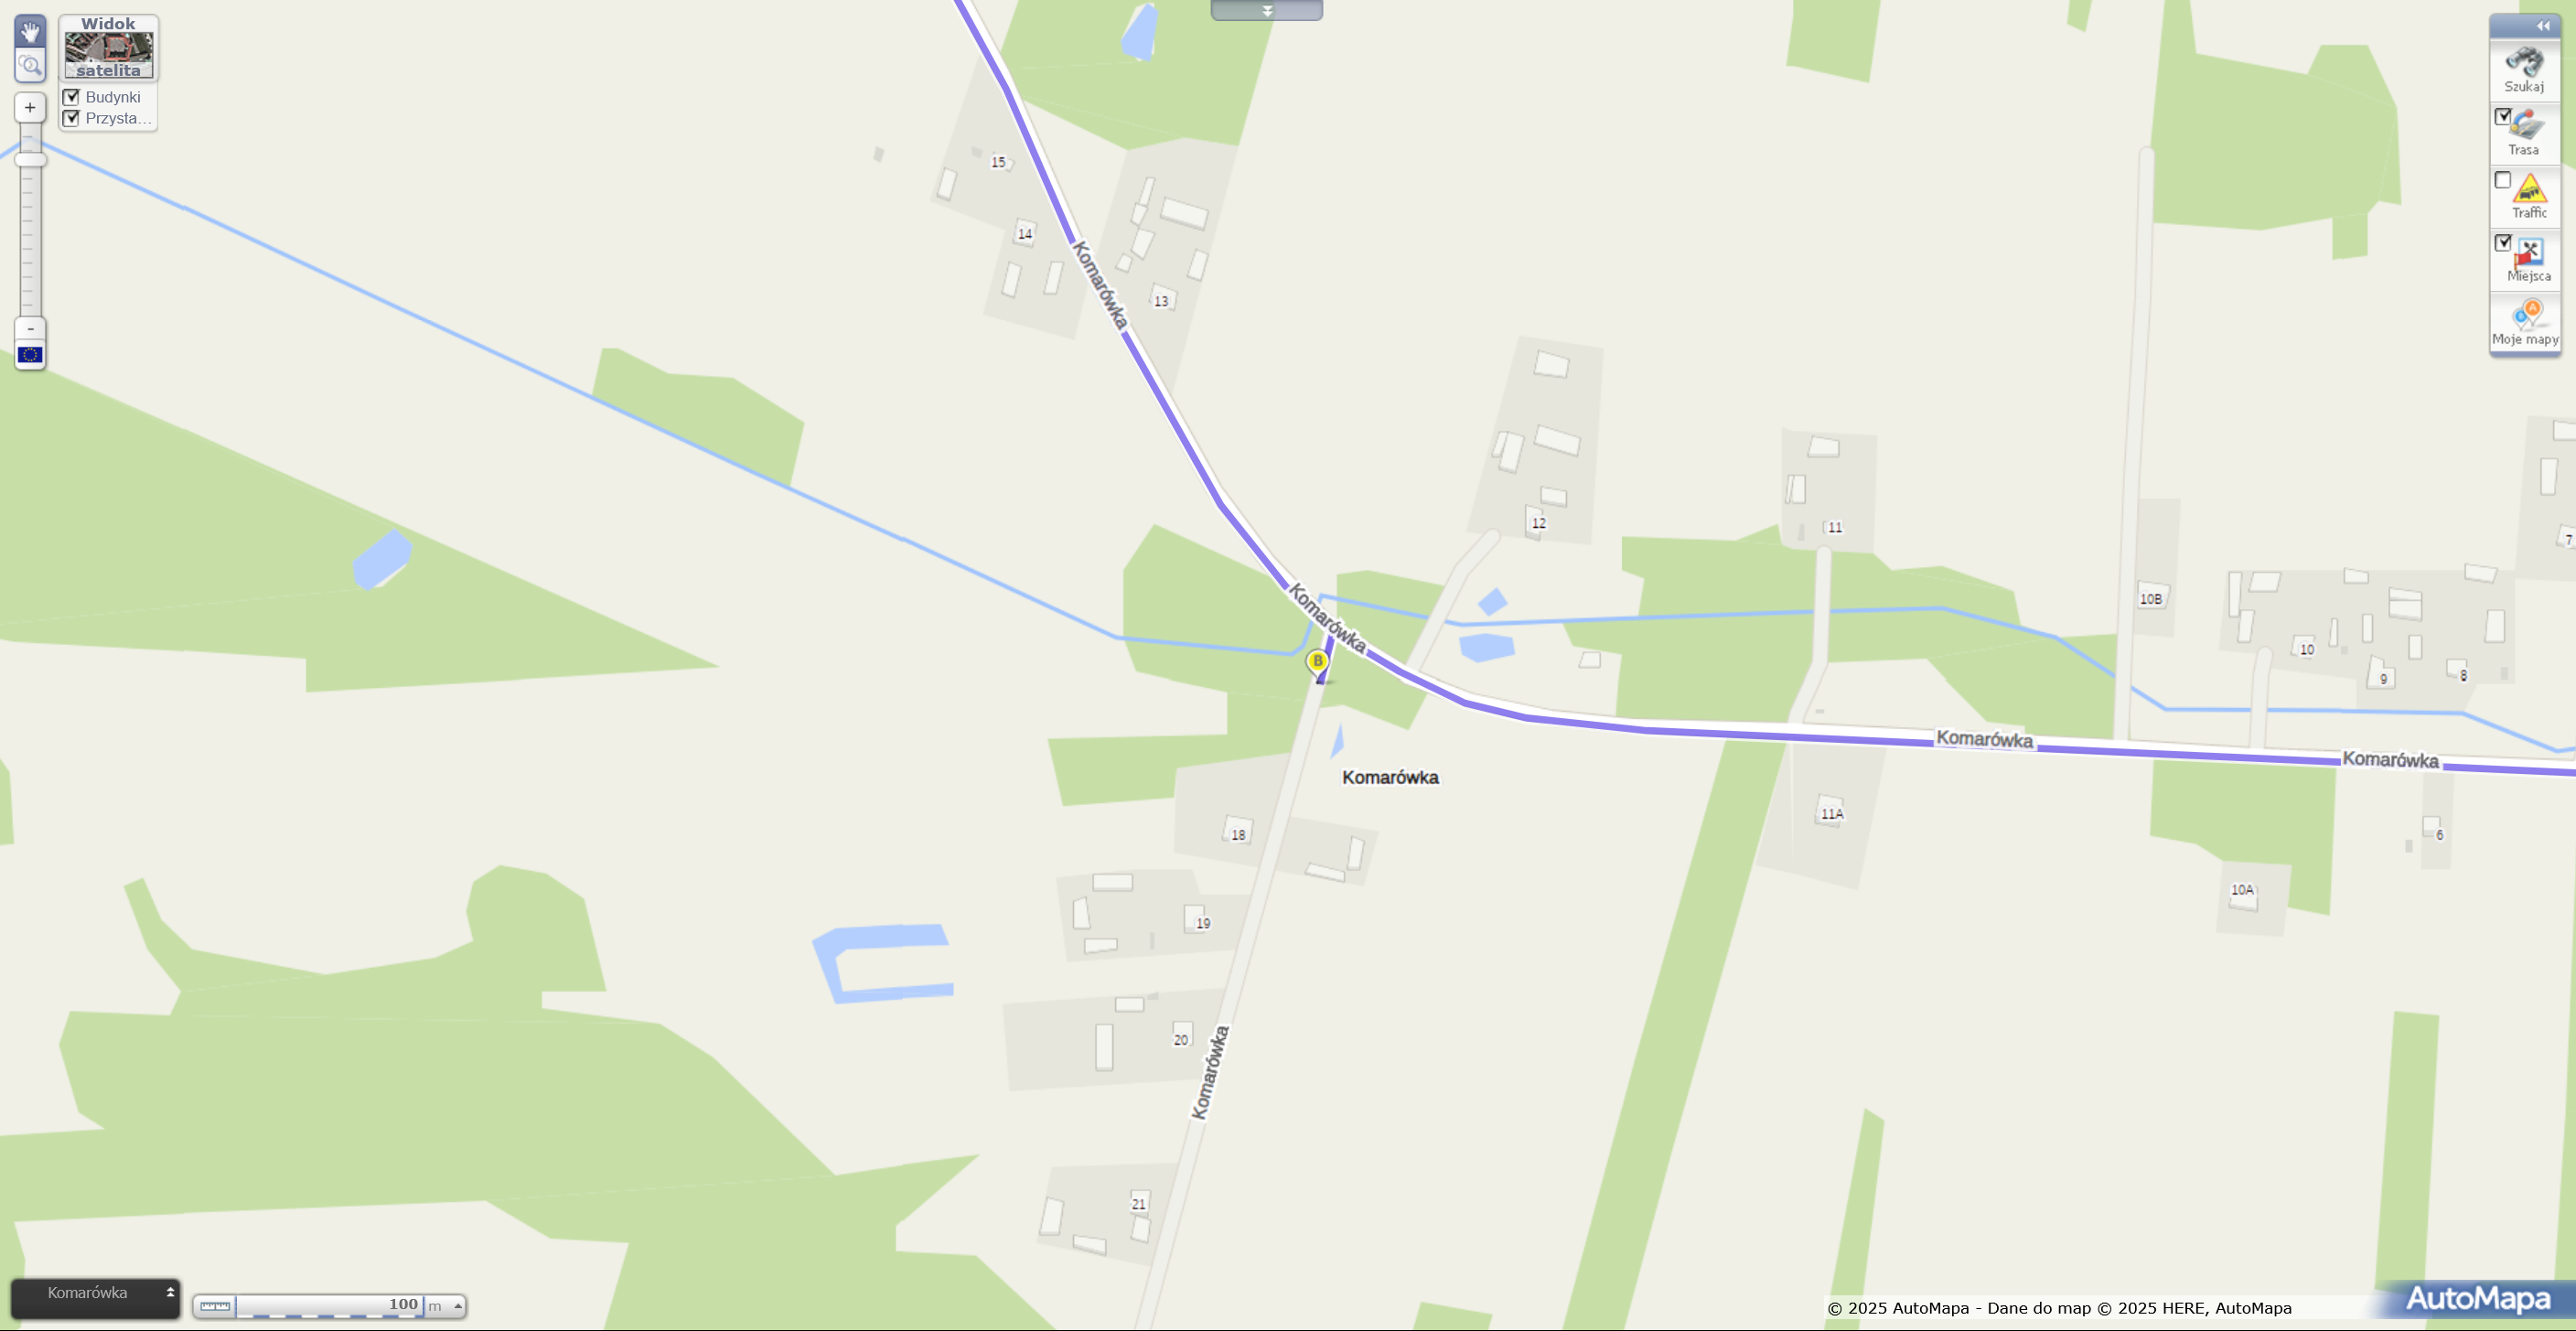 Widok
satelita
Budynki
Przysta...
+
-
Szukaj
Trasa
Traffic
Miejsca
Moje mapy
15
14
13
Komarówka
12
11
7
10B
10
9
8
Komarówka
B
Komarówka
Komarówka
Komarówka
11A
6
18
10A
19
20
Komarówka
21
Komarówka
100 m
© 2025 AutoMapa - Dane do map © 2025 HERE, AutoMapa
AutoMapa